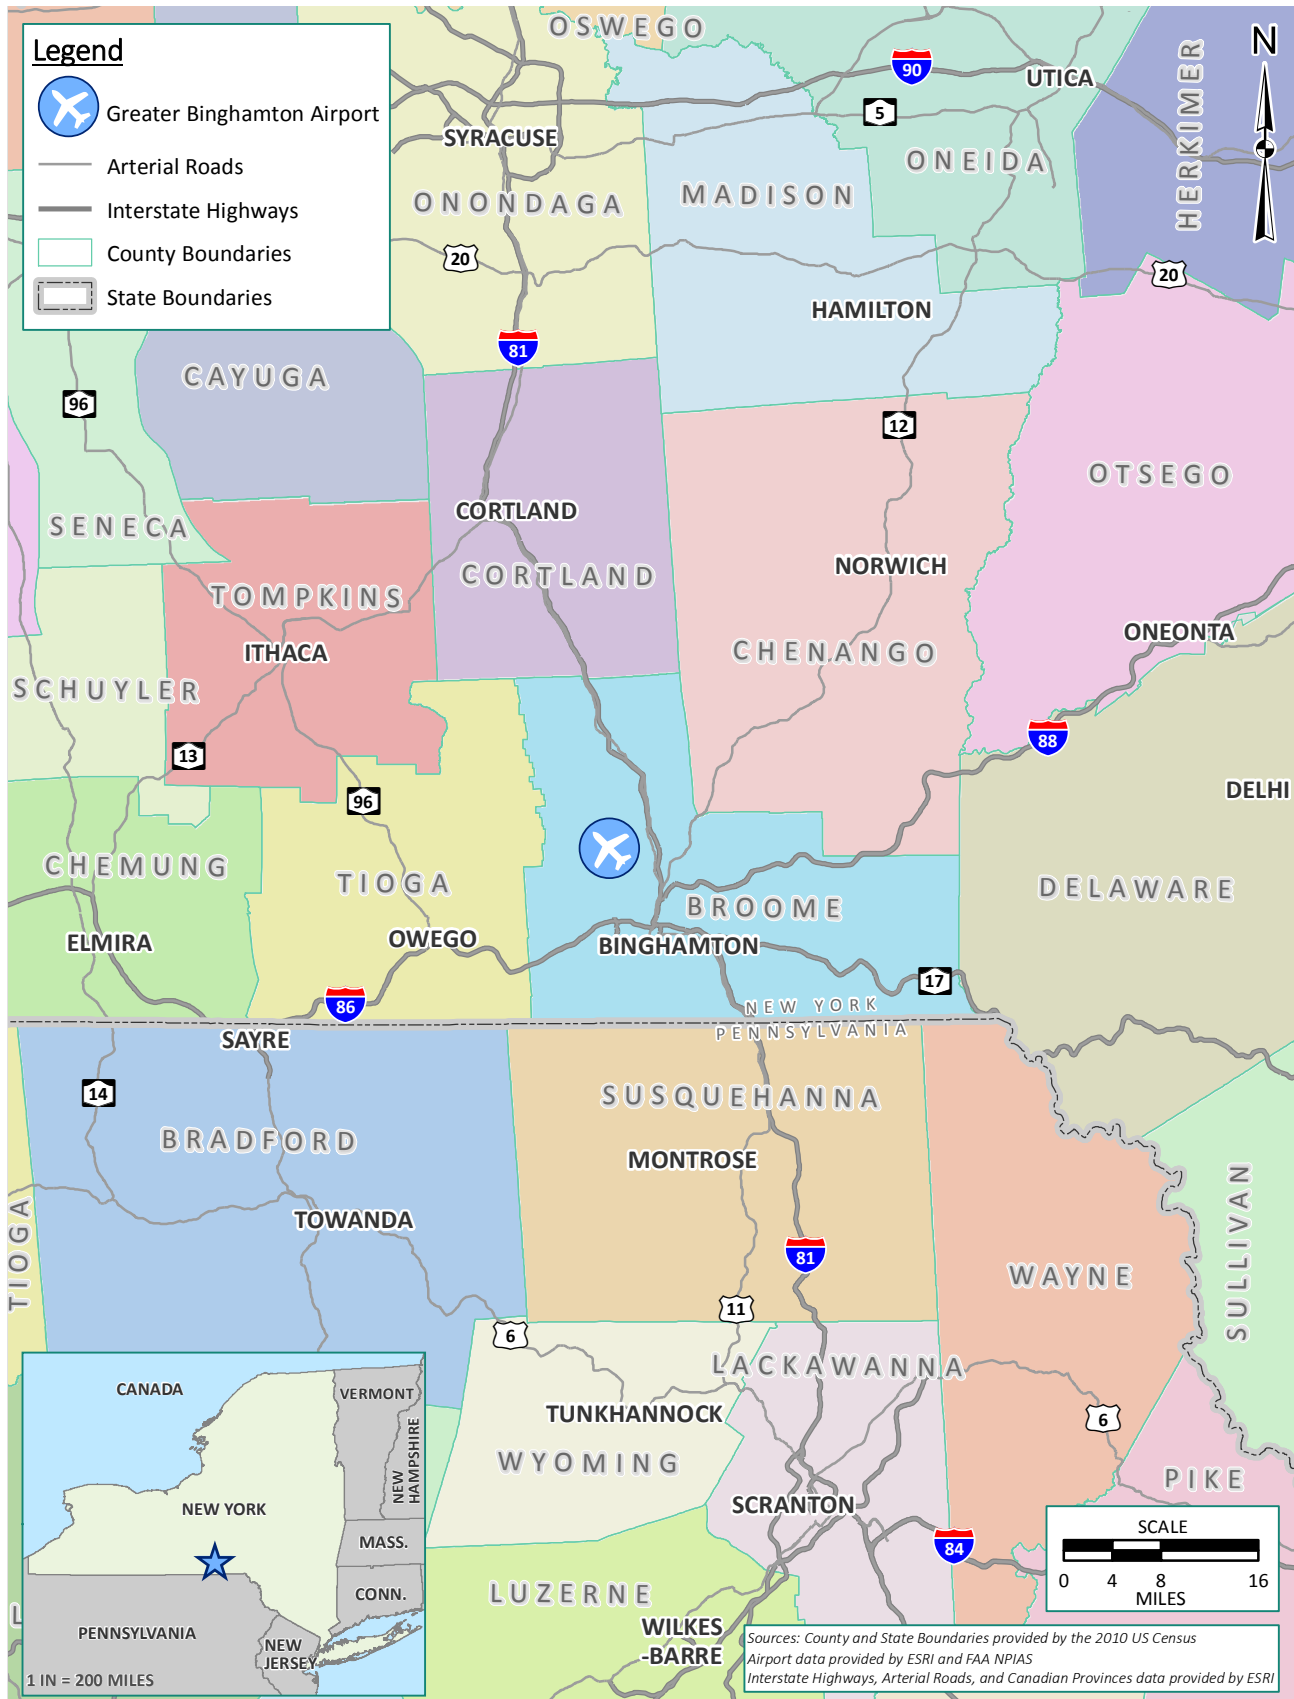 Legend
Greater Binghamton Airport
Arterial Roads
Interstate Highways
County Boundaries
State Boundaries
OSWEGO
N
90
UTICA
HERKIMER
5
SYRACUSE
ONEIDA
MADISON
ONONDAGA
20
20
HAMILTON
81
CAYUGA
96
12
OTSEGO
CORTLAND
SENECA
NORWICH
CORTLAND
TOMPKINS
ONEONTA
ITHACA
CHENANGO
SCHUYLER
88
13
DELHI
96
CHEMUNG
TIOGA
DELAWARE
BROOME
OWEGO
ELMIRA
BINGHAMTON
17
86
NEW YORK
PENNSYLVANIA
SAYRE
14
SUSQUEHANNA
BRADFORD
MONTROSE
SULLIVAN
TIOGA
TOWANDA
81
WAYNE
11
6
LACKAWANNA
CANADA
VERMONT
NEW
HAMPSHIRE
TUNKHANNOCK
6
WYOMING
PIKE
NEW YORK
SCRANTON
SCALE
0 4 8 16
MILES
MASS.
84
CONN.
LUZERNE
L
PENNSYLVANIA
NEW
JERSEY
WILKES
-BARRE
1 IN = 200 MILES
Sources: County and State Boundaries provided by the 2010 US Census
Airport data provided by ESRI and FAA NPIAS
Interstate Highways, Arterial Roads, and Canadian Provinces data provided by ESRI